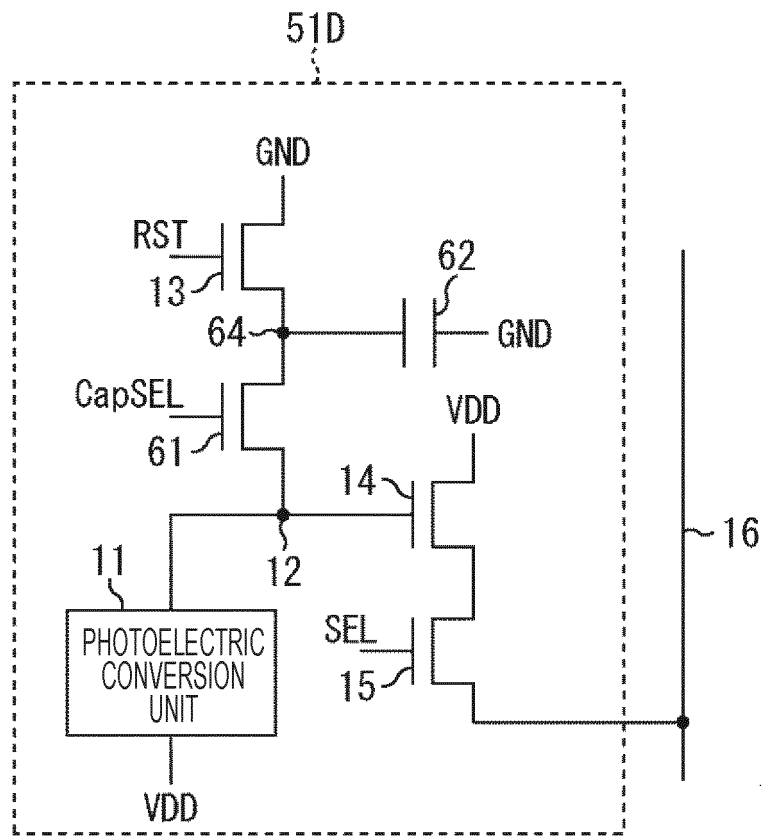 51D
GND
RST
13
62
64
GND
CapSEL
61
VDD
14
16
12
11
PHOTOELECTRIC
CONVERSION
UNIT
SEL
15
VDD